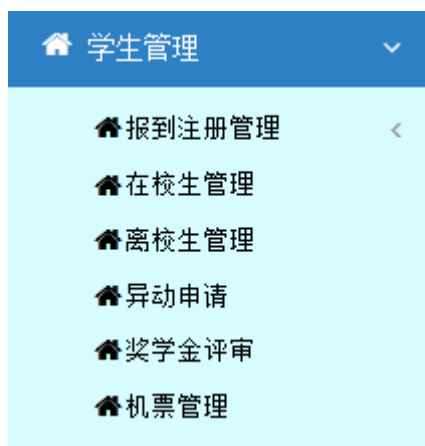 学生管理
报到注册管理
在校生管理
离校生管理
异动申请
奖学金评审
机票管理